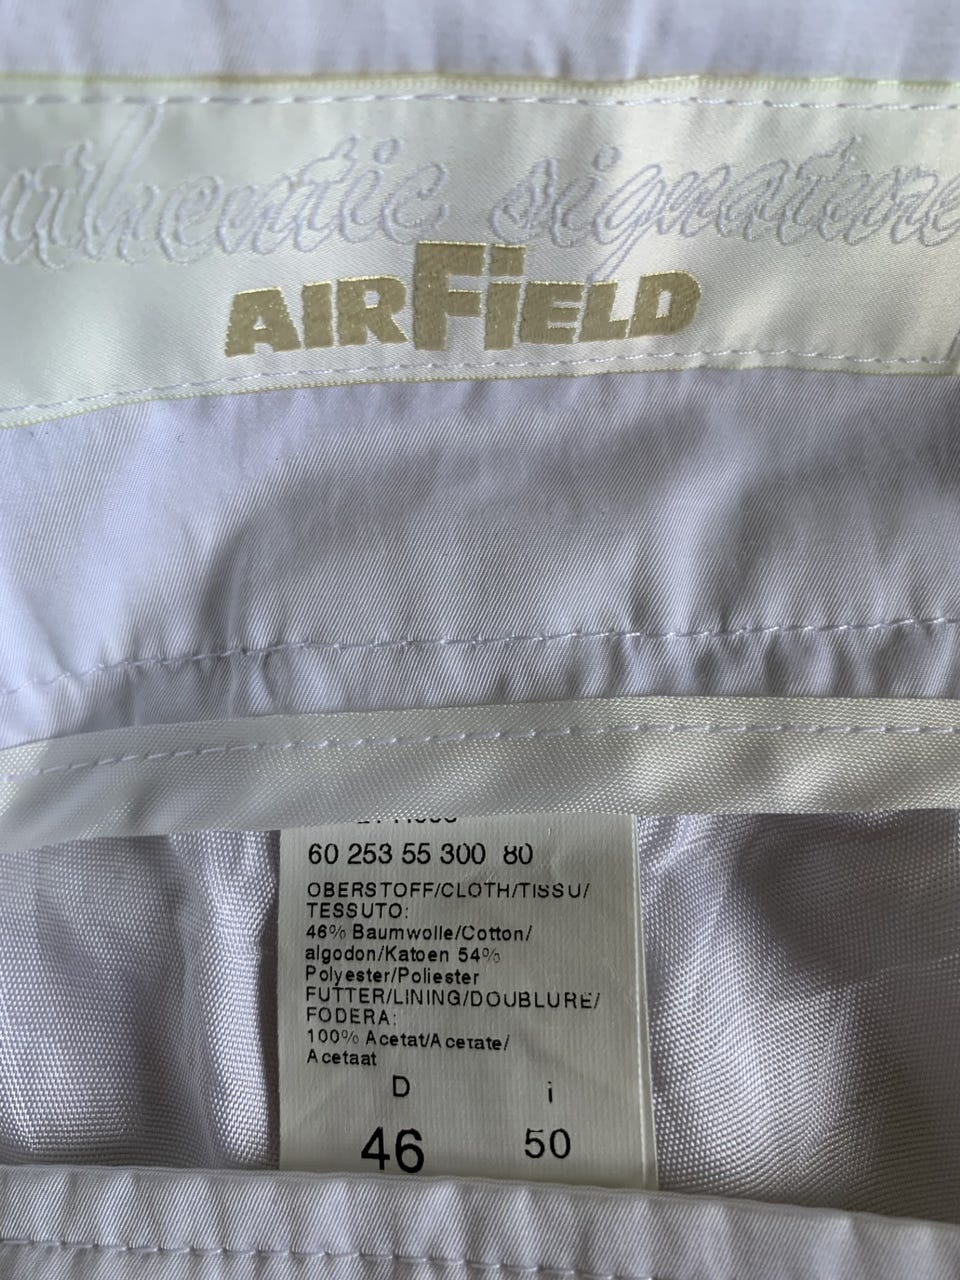 authentic signature
AIRFiELD
60 253 55 300 80
OBERSTOFF/CLOTH/TISSU/
TESSUTO:
46% Baumwolle/Cotton/
algodon/Katoen 54%
Polyester/Poliester
FUTTER/LINING/DOUBLURE/
FODERA:
100% Acetat/Acetate/
Acetaat
D i
46 50